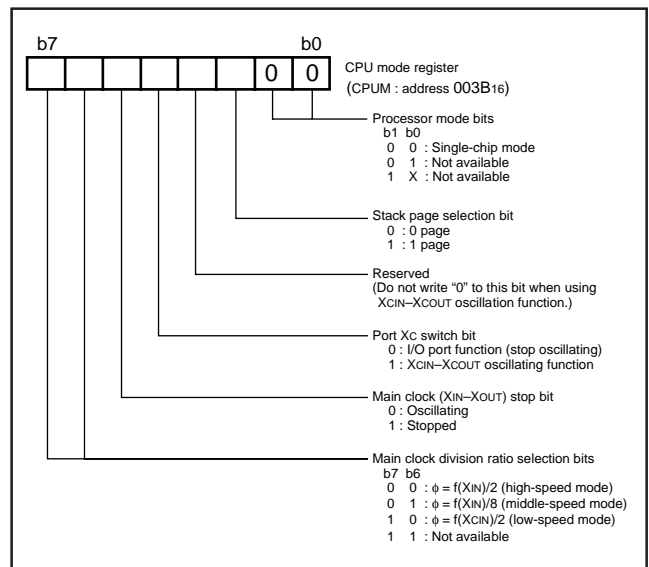 b7 b0
0 0
CPU mode register
(CPUM : address 003B16)
Processor mode bits
b1 b0
0 0 : Single-chip mode
0 1 : Not available
1 X : Not available
Stack page selection bit
0 : 0 page
1 : 1 page
Reserved
(Do not write “0” to this bit when using
XCIN–XCOUT oscillation function.)
Port XC switch bit
0 : I/O port function (stop oscillating)
1 : XCIN–XCOUT oscillating function
Main clock (XIN–XOUT) stop bit
0 : Oscillating
1 : Stopped
Main clock division ratio selection bits
b7 b6
0 0 : ϕ = f(XIN)/2 (high-speed mode)
0 1 : ϕ = f(XIN)/8 (middle-speed mode)
1 0 : ϕ = f(XCIN)/2 (low-speed mode)
1 1 : Not available